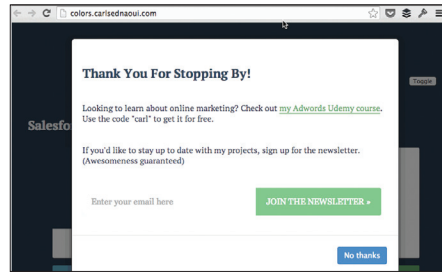 colors.carlsednaoui.com
Thank You For Stopping By!
Toggle
Looking to learn about online marketing? Check out my Adwords Udemy course.
Use the code "carl" to get it for free.
Salesfo
If you'd like to stay up to date with my projects, sign up for the newsletter.
(Awesomeness guaranteed)
Enter your email here
JOIN THE NEWSLETTER »
No thanks